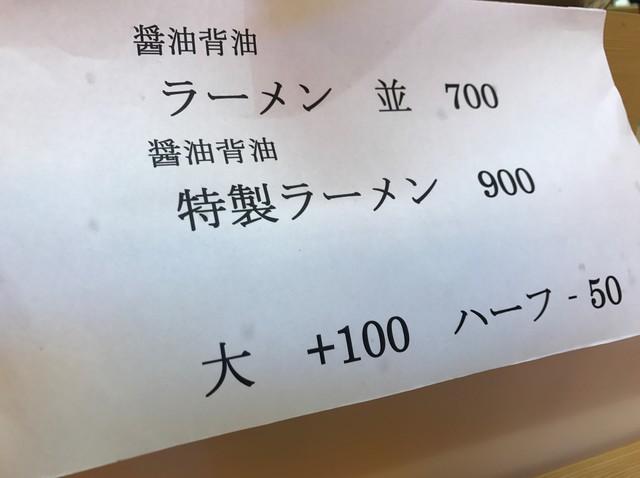 醤油背油
ラーメン 並 700
醤油背油
特製ラーメン 900
大 +100 ハーフ - 50